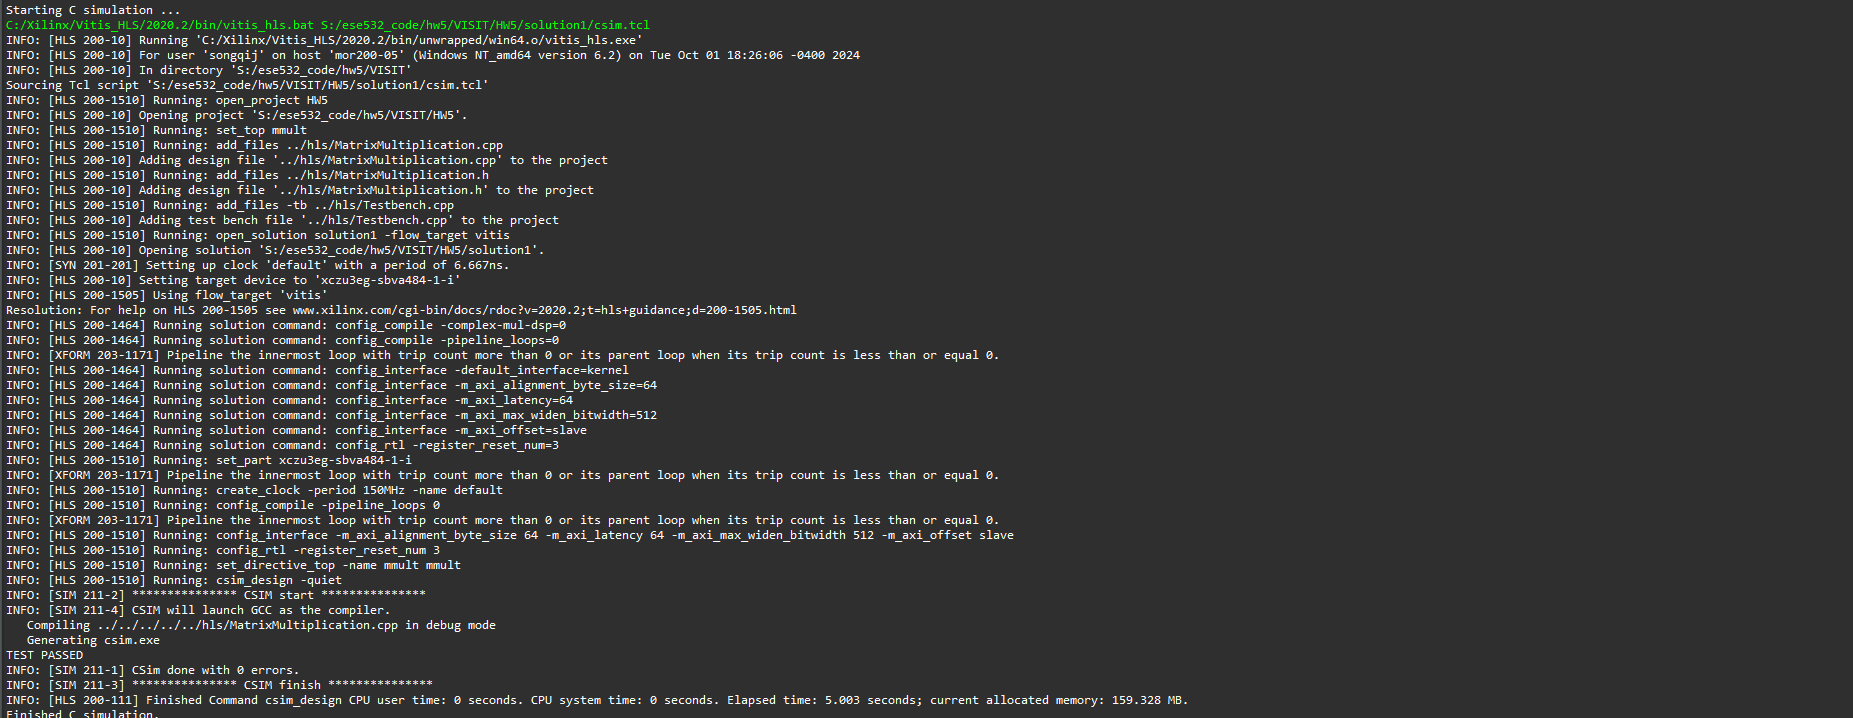 Starting C simulation ...
C:/Xilinx/Vitis_HLS/2020.2/bin/vitis_hls.bat S:/ese532_code/hw5/VISIT/HW5/solution1/csim.tcl
INFO: [HLS 200-10] Running 'C:/Xilinx/Vitis_HLS/2020.2/bin/unwrapped/win64.o/vitis_hls.exe'
INFO: [HLS 200-10] For user 'songqij' on host 'mor200-05' (Windows NT_amd64 version 6.2) on Tue Oct 01 18:26:06 -0400 2024
INFO: [HLS 200-10] In directory 'S:/ese532_code/hw5/VISIT'
Sourcing Tcl script 'S:/ese532_code/hw5/VISIT/HW5/solution1/csim.tcl'
INFO: [HLS 200-1510] Running: open_project HW5
INFO: [HLS 200-10] Opening project 'S:/ese532_code/hw5/VISIT/HW5'.
INFO: [HLS 200-1510] Running: set_top mmult
INFO: [HLS 200-1510] Running: add_files ../hls/MatrixMultiplication.cpp
INFO: [HLS 200-10] Adding design file '../hls/MatrixMultiplication.cpp' to the project
INFO: [HLS 200-1510] Running: add_files ../hls/MatrixMultiplication.h
INFO: [HLS 200-10] Adding design file '../hls/MatrixMultiplication.h' to the project
INFO: [HLS 200-1510] Running: add_files -tb ../hls/Testbench.cpp
INFO: [HLS 200-10] Adding test bench file '../hls/Testbench.cpp' to the project
INFO: [HLS 200-1510] Running: open_solution solution1 -flow_target vitis
INFO: [HLS 200-10] Opening solution 'S:/ese532_code/hw5/VISIT/HW5/solution1'.
INFO: [SYN 201-201] Setting up clock 'default' with a period of 6.667ns.
INFO: [HLS 200-10] Setting target device to 'xczu3eg-sbva484-1-i'
INFO: [HLS 200-1505] Using flow_target 'vitis'
Resolution: For help on HLS 200-1505 see www.xilinx.com/cgi-bin/docs/rdoc?v=2020.2;t=hls+guidance;d=200-1505.html
INFO: [HLS 200-1464] Running solution command: config_compile -complex-mul-dsp=0
INFO: [HLS 200-1464] Running solution command: config_compile -pipeline_loops=0
INFO: [XFORM 203-1171] Pipeline the innermost loop with trip count more than 0 or its parent loop when its trip count is less than or equal 0.
INFO: [HLS 200-1464] Running solution command: config_interface -default_interface=kernel
INFO: [HLS 200-1464] Running solution command: config_interface -m_axi_alignment_byte_size=64
INFO: [HLS 200-1464] Running solution command: config_interface -m_axi_latency=64
INFO: [HLS 200-1464] Running solution command: config_interface -m_axi_max_widen_bitwidth=512
INFO: [HLS 200-1464] Running solution command: config_interface -m_axi_offset=slave
INFO: [HLS 200-1464] Running solution command: config_rtl -register_reset_num=3
INFO: [HLS 200-1510] Running: set_part xczu3eg-sbva484-1-i
INFO: [XFORM 203-1171] Pipeline the innermost loop with trip count more than 0 or its parent loop when its trip count is less than or equal 0.
INFO: [HLS 200-1510] Running: create_clock -period 150MHz -name default
INFO: [HLS 200-1510] Running: config_compile -pipeline_loops 0
INFO: [XFORM 203-1171] Pipeline the innermost loop with trip count more than 0 or its parent loop when its trip count is less than or equal 0.
INFO: [HLS 200-1510] Running: config_interface -m_axi_alignment_byte_size 64 -m_axi_latency 64 -m_axi_max_widen_bitwidth 512 -m_axi_offset slave
INFO: [HLS 200-1510] Running: config_rtl -register_reset_num 3
INFO: [HLS 200-1510] Running: set_directive_top -name mmult mmult
INFO: [HLS 200-1510] Running: csim_design -quiet
INFO: [SIM 211-2] *************** CSIM start ***************
INFO: [SIM 211-4] CSIM will launch GCC as the compiler.
Compiling ../../../../../hls/MatrixMultiplication.cpp in debug mode
Generating csim.exe
TEST PASSED
INFO: [SIM 211-1] CSim done with 0 errors.
INFO: [SIM 211-3] *************** CSIM finish ***************
INFO: [HLS 200-111] Finished Command csim_design CPU user time: 0 seconds. CPU system time: 0 seconds. Elapsed time: 5.003 seconds; current allocated memory: 159.328 MB.
Finished C simulation.